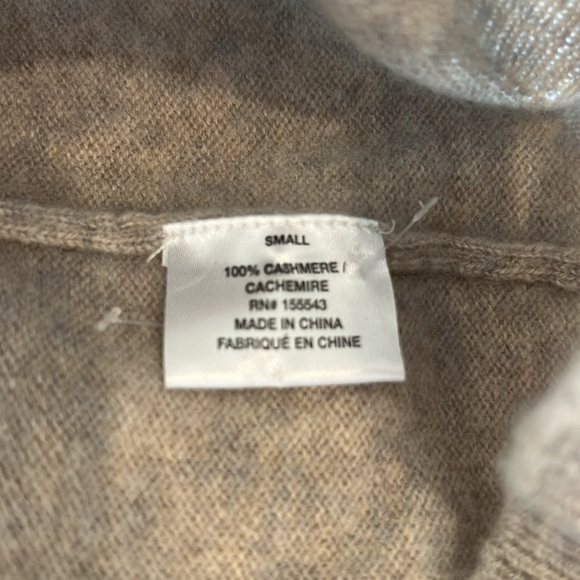 SMALL
100% CASHMERE /
CACHEMIRE
RN# 155543
MADE IN CHINA
FABRIQUÉ EN CHINE